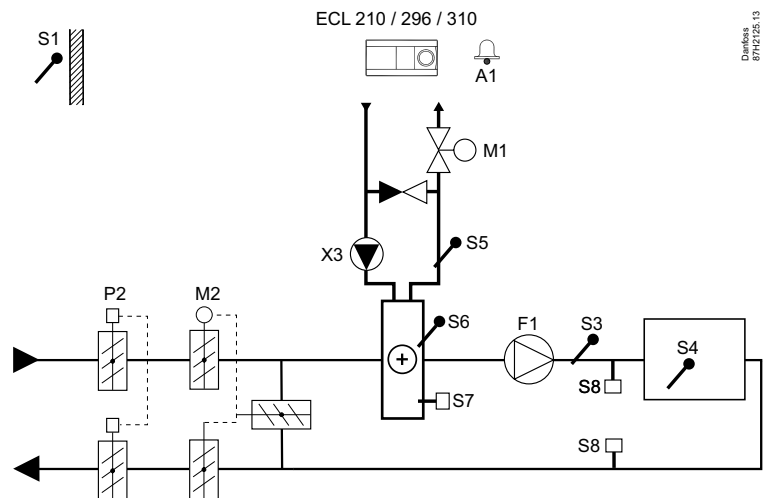 ECL 210 / 296 / 310
S1
A1
Danfoss
87H2125.13
M1
S5
X3
P2
M2
S6
F1
S3
S4
S8
S7
S8